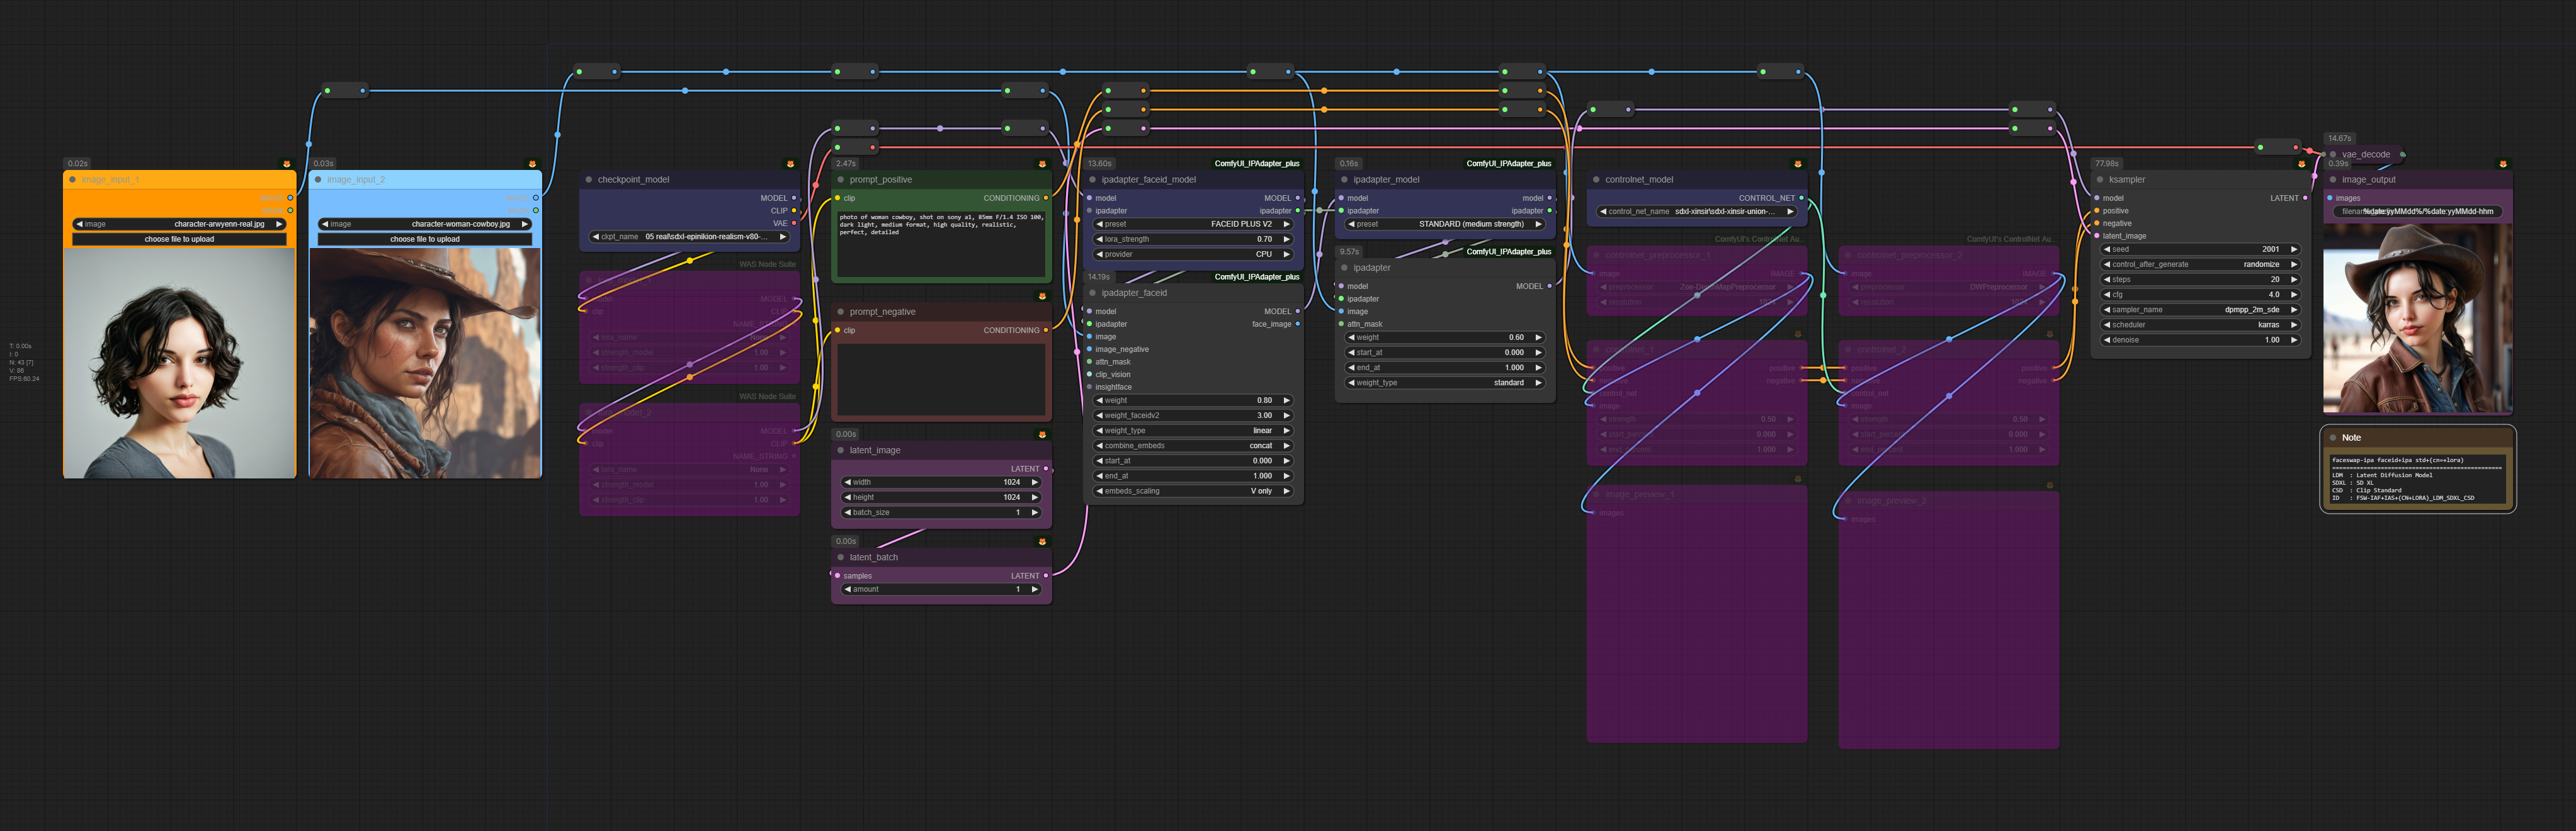 T: 0.00s
I: 0
N: 43 [7]
V: 86
FPS:60.24
0.02s
image_input_1
image
character-arwyenn-real.jpg
choose file to upload
0.03s
image_input_2
image
character-woman-cowboy.jpg
choose file to upload
checkpoint_model
MODEL
CLIP
VAE
ckpt_name 05 real\sdxl-epinikion-realism-v80-...
WAS Node Suite
model
MODEL
clip
CLIP
NAME_STRING
lora_name None
strength_model 1.00
strength_clip 1.00
WAS Node Suite
model
MODEL
clip
CLIP
NAME_STRING
lora_name None
strength_model 1.00
strength_clip 1.00
2.47s
prompt_positive
clip
CONDITIONING
photo of woman cowboy, shot on sony a1, 85mm F/1.4 ISO 100,
dark light, medium format, high quality, realistic,
perfect, detailed
prompt_negative
clip
CONDITIONING
0.00s
latent_image
LATENT
width 1024
height 1024
batch_size 1
0.00s
latent_batch
samples
LATENT
amount 1
13.60s
ComfyUI_IPAdapter_plus
ipadapter_faceid_model
model
MODEL
ipadapter
ipadapter
preset FACEID PLUS V2
lora_strength 0.70
provider CPU
14.19s
ComfyUI_IPAdapter_plus
ipadapter_faceid
model
MODEL
ipadapter
face_image
image
image_negative
attn_mask
clip_vision
insightface
weight 0.80
weight_faceidv2 3.00
weight_type linear
combine_embeds concat
start_at 0.000
end_at 1.000
embeds_scaling V only
0.16s
ComfyUI_IPAdapter_plus
ipadapter_model
model
model
ipadapter
ipadapter
preset STANDARD (medium strength)
9.57s
ComfyUI_IPAdapter_plus
ipadapter
model
MODEL
ipadapter
image
attn_mask
weight 0.60
start_at 0.000
end_at 1.000
weight_type standard
controlnet_model
CONTROL_NET
control_net_name sdxl-xinsir\sdxl-xinsir-union-...
ComfyUI's ControlNet Au...
controlnet_preprocessor_1
image
IMAGE
preprocessor Zoe-DepthMapPreprocessor
resolution 1024
controlnet_1
positive
positive
negative
negative
control_net
image
strength 0.50
start_percent 0.000
end_percent 1.000
image_preview_1
images
ComfyUI's ControlNet Au...
controlnet_preprocessor_2
image
IMAGE
preprocessor DWPreprocessor
resolution 1024
controlnet_2
positive
positive
negative
negative
control_net
image
strength 0.50
start_percent 0.000
end_percent 1.000
image_preview_2
images
77.98s
ksampler
model
LATENT
positive
negative
latent_image
seed 2001
control_after_generate randomize
steps 20
cfg 4.0
sampler_name dpmpp_2m_sde
scheduler karras
denoise 1.00
14.67s
vae_decode
0.39s
image_output
images
%date:yyMMdd%/%date:yyMMdd-hhm
Note
faceswap-ipa faceid+ipa std+(cn++lora)
LDM : Latent Diffusion Model
SDXL : SD XL
CSD : Clip Standard
ID : FSW-IAF+IAS+(CN+LORA)_LDM_SDXL_CSD